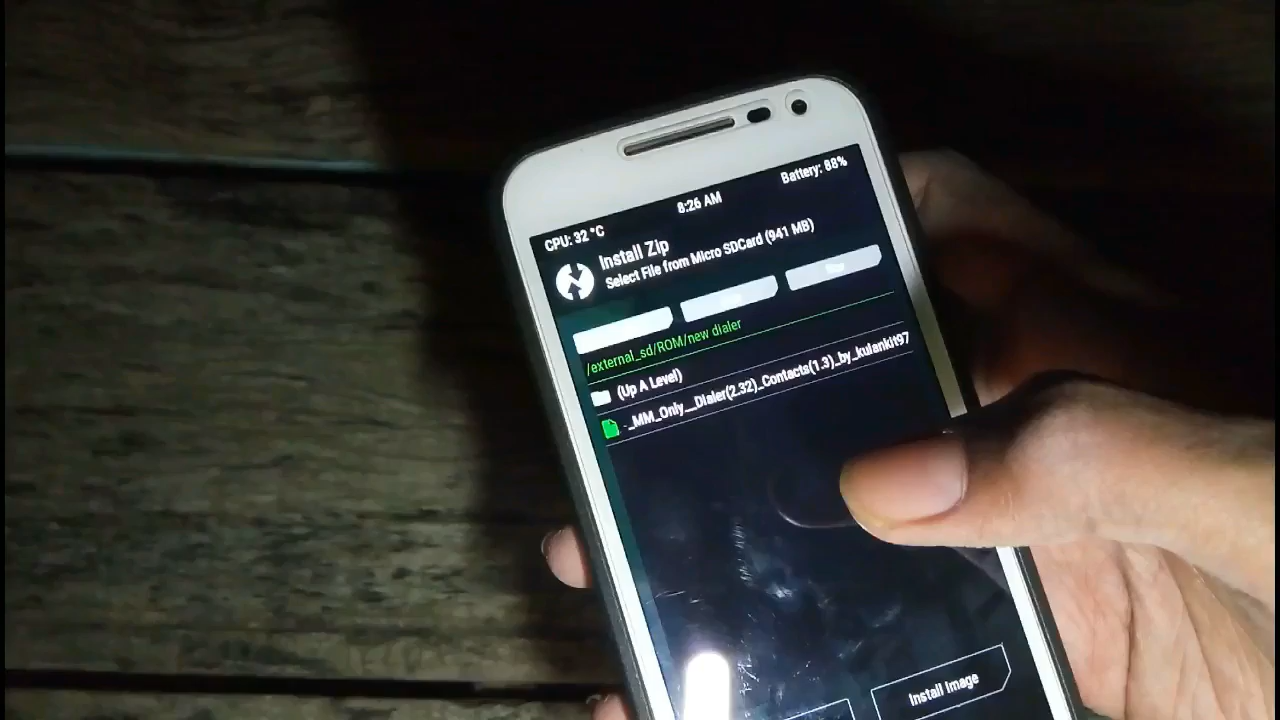 Battery: 88%
8:26 AM
CPU: 32 °C
Install Zip
Select File from Micro SDCard (941 MB)
/external_sd/ROM/new dialer
(Up A Level)
-_MM_Only__Dialer(2.32)_Contacts(1.3)_by_kulankit97
Install Image